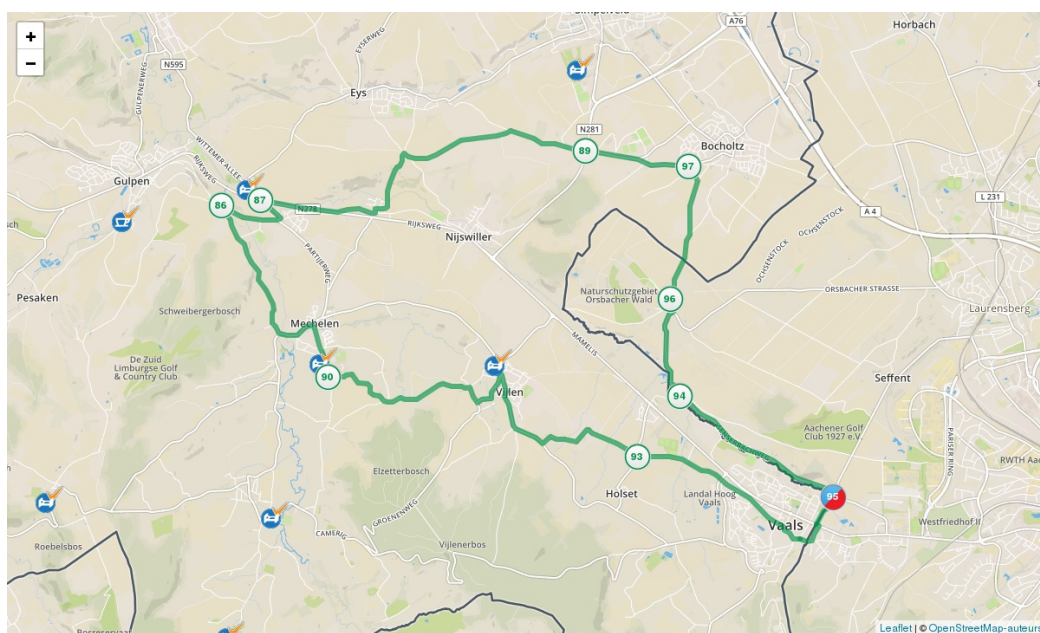 +
−
Simpelveld
A76
Horbach
N595
EYSERWEG
GULPENERWEG
Eys
N281
89
Bocholtz
97
WITTEMER ALLEE
RIJKSWEG
Gulpen
87
86
N278
RIJKSWEG
Nijswiller
L 231
A 4
OCHSENSTOCK
OCHSENSTOCK
PARTIJERWEG
Pesaken
Naturschutzgebiet
Orsbacher Wald
96
ORSBACHER STRASSE
Laurensberg
Schweibergerbosch
Mechelen
MAMELIS
De Zuid
Limburgse Golf
& Country Club
90
Vijlen
94
Seffent
SENSERBACHWEG
Aachener Golf
Club 1927 e.V.
PARISER RING
RWTH Aac
93
Elzetterbosch
Holset
Landal Hoog
Vaals
95
GROENENWEG
Vaals
Westfriedhof II
CAMERIG
Vijlenerbos
Roebelsbos
Leaflet | © OpenStreetMap-auteurs